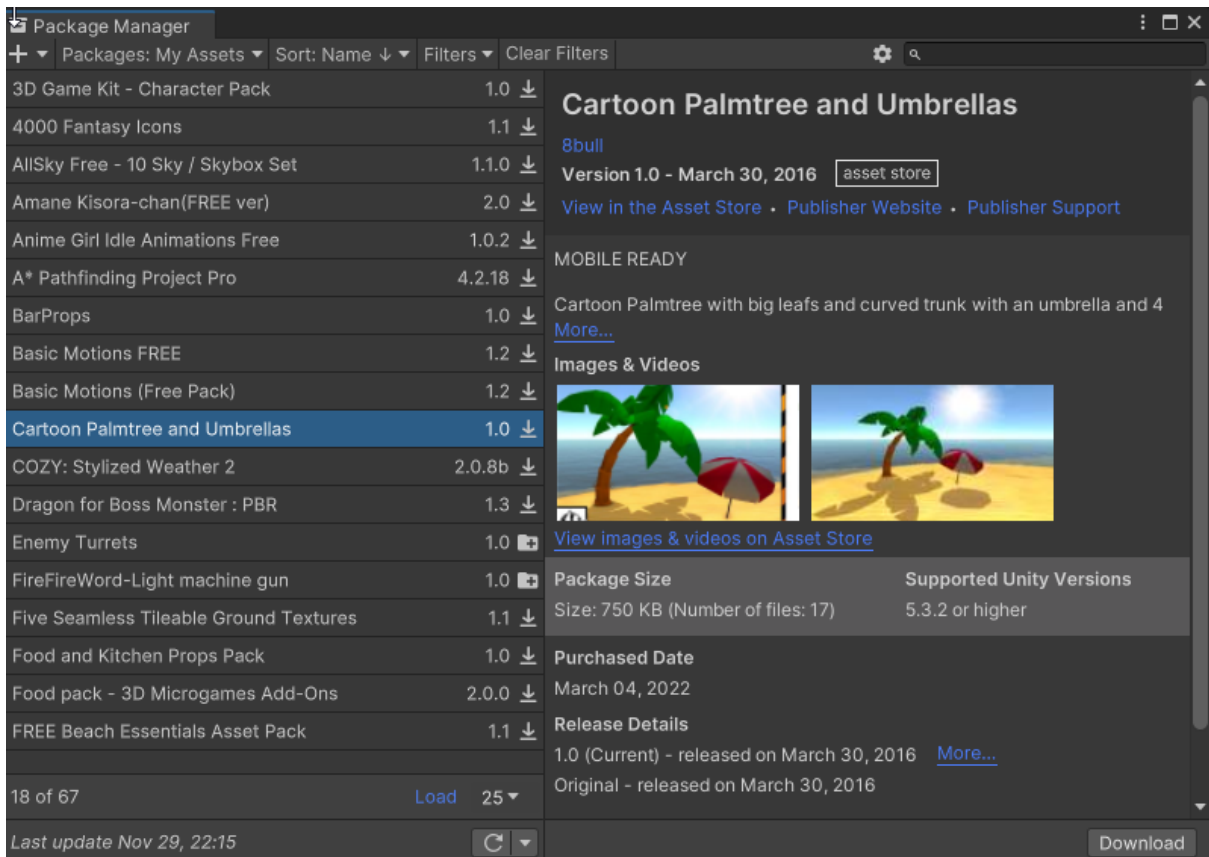 Package Manager
Packages: My Assets Sort: Name ↓ Filters Clear Filters
3D Game Kit - Character Pack 1.0
4000 Fantasy Icons 1.1
AllSky Free - 10 Sky / Skybox Set 1.1.0
Amane Kisora-chan(FREE ver) 2.0
Anime Girl Idle Animations Free 1.0.2
A* Pathfinding Project Pro 4.2.18
BarProps 1.0
Basic Motions FREE 1.2
Basic Motions (Free Pack) 1.2
Cartoon Palmtree and Umbrellas 1.0
COZY: Stylized Weather 2 2.0.8b
Dragon for Boss Monster : PBR 1.3
Enemy Turrets 1.0
FireFireWord-Light machine gun 1.0
Five Seamless Tileable Ground Textures 1.1
Food and Kitchen Props Pack 1.0
Food pack - 3D Microgames Add-Ons 2.0.0
FREE Beach Essentials Asset Pack 1.1
18 of 67 Load 25
Last update Nov 29, 22:15
Cartoon Palmtree and Umbrellas
8bull
Version 1.0 - March 30, 2016 asset store
View in the Asset Store • Publisher Website • Publisher Support
MOBILE READY
Cartoon Palmtree with big leafs and curved trunk with an umbrella and 4
More...
Images & Videos
View images & videos on Asset Store
Package Size Supported Unity Versions
Size: 750 KB (Number of files: 17) 5.3.2 or higher
Purchased Date
March 04, 2022
Release Details
1.0 (Current) - released on March 30, 2016 More...
Original - released on March 30, 2016
Download